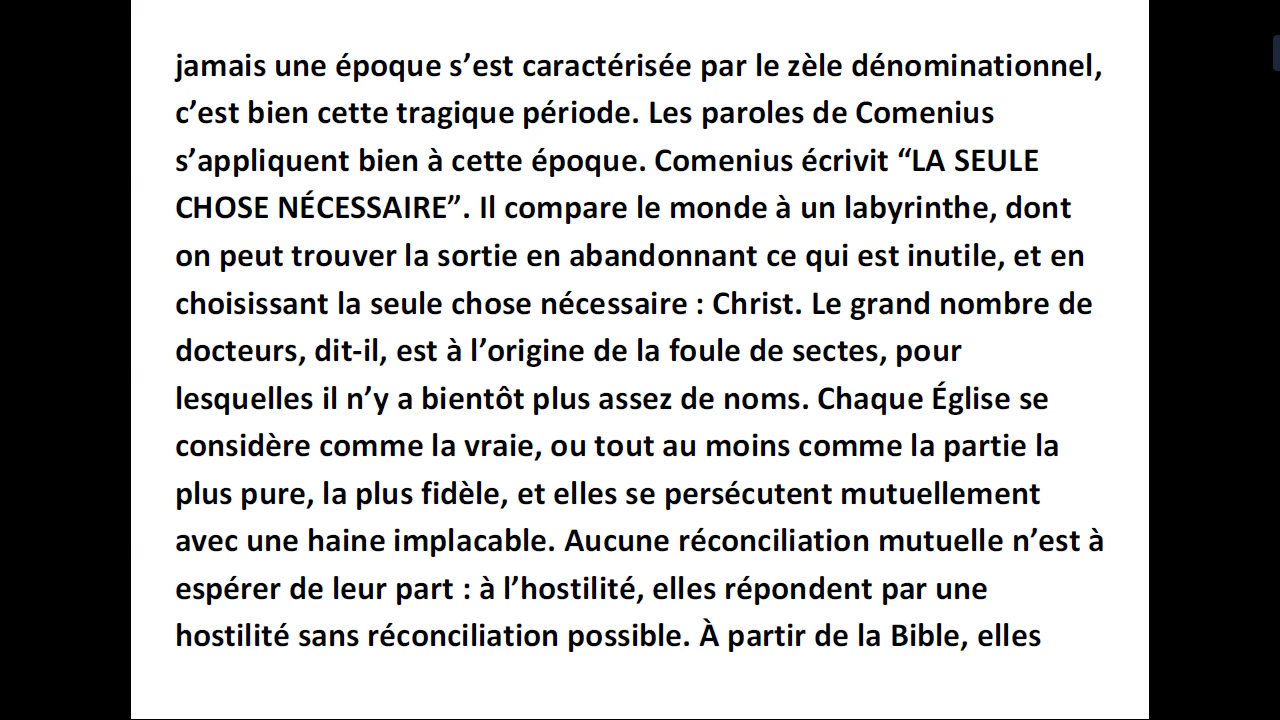 jamais une époque s’est caractérisée par le zèle dénominationnel,
c’est bien cette tragique période. Les paroles de Comenius
s’appliquent bien à cette époque. Comenius écrivit “LA SEULE
CHOSE NÉCESSAIRE”. Il compare le monde à un labyrinthe, dont
on peut trouver la sortie en abandonnant ce qui est inutile, et en
choisissant la seule chose nécessaire : Christ. Le grand nombre de
docteurs, dit-il, est à l’origine de la foule de sectes, pour
lesquelles il n’y a bientôt plus assez de noms. Chaque Église se
considère comme la vraie, ou tout au moins comme la partie la
plus pure, la plus fidèle, et elles se persécutent mutuellement
avec une haine implacable. Aucune réconciliation mutuelle n’est à
espérer de leur part : à l’hostilité, elles répondent par une
hostilité sans réconciliation possible. À partir de la Bible, elles